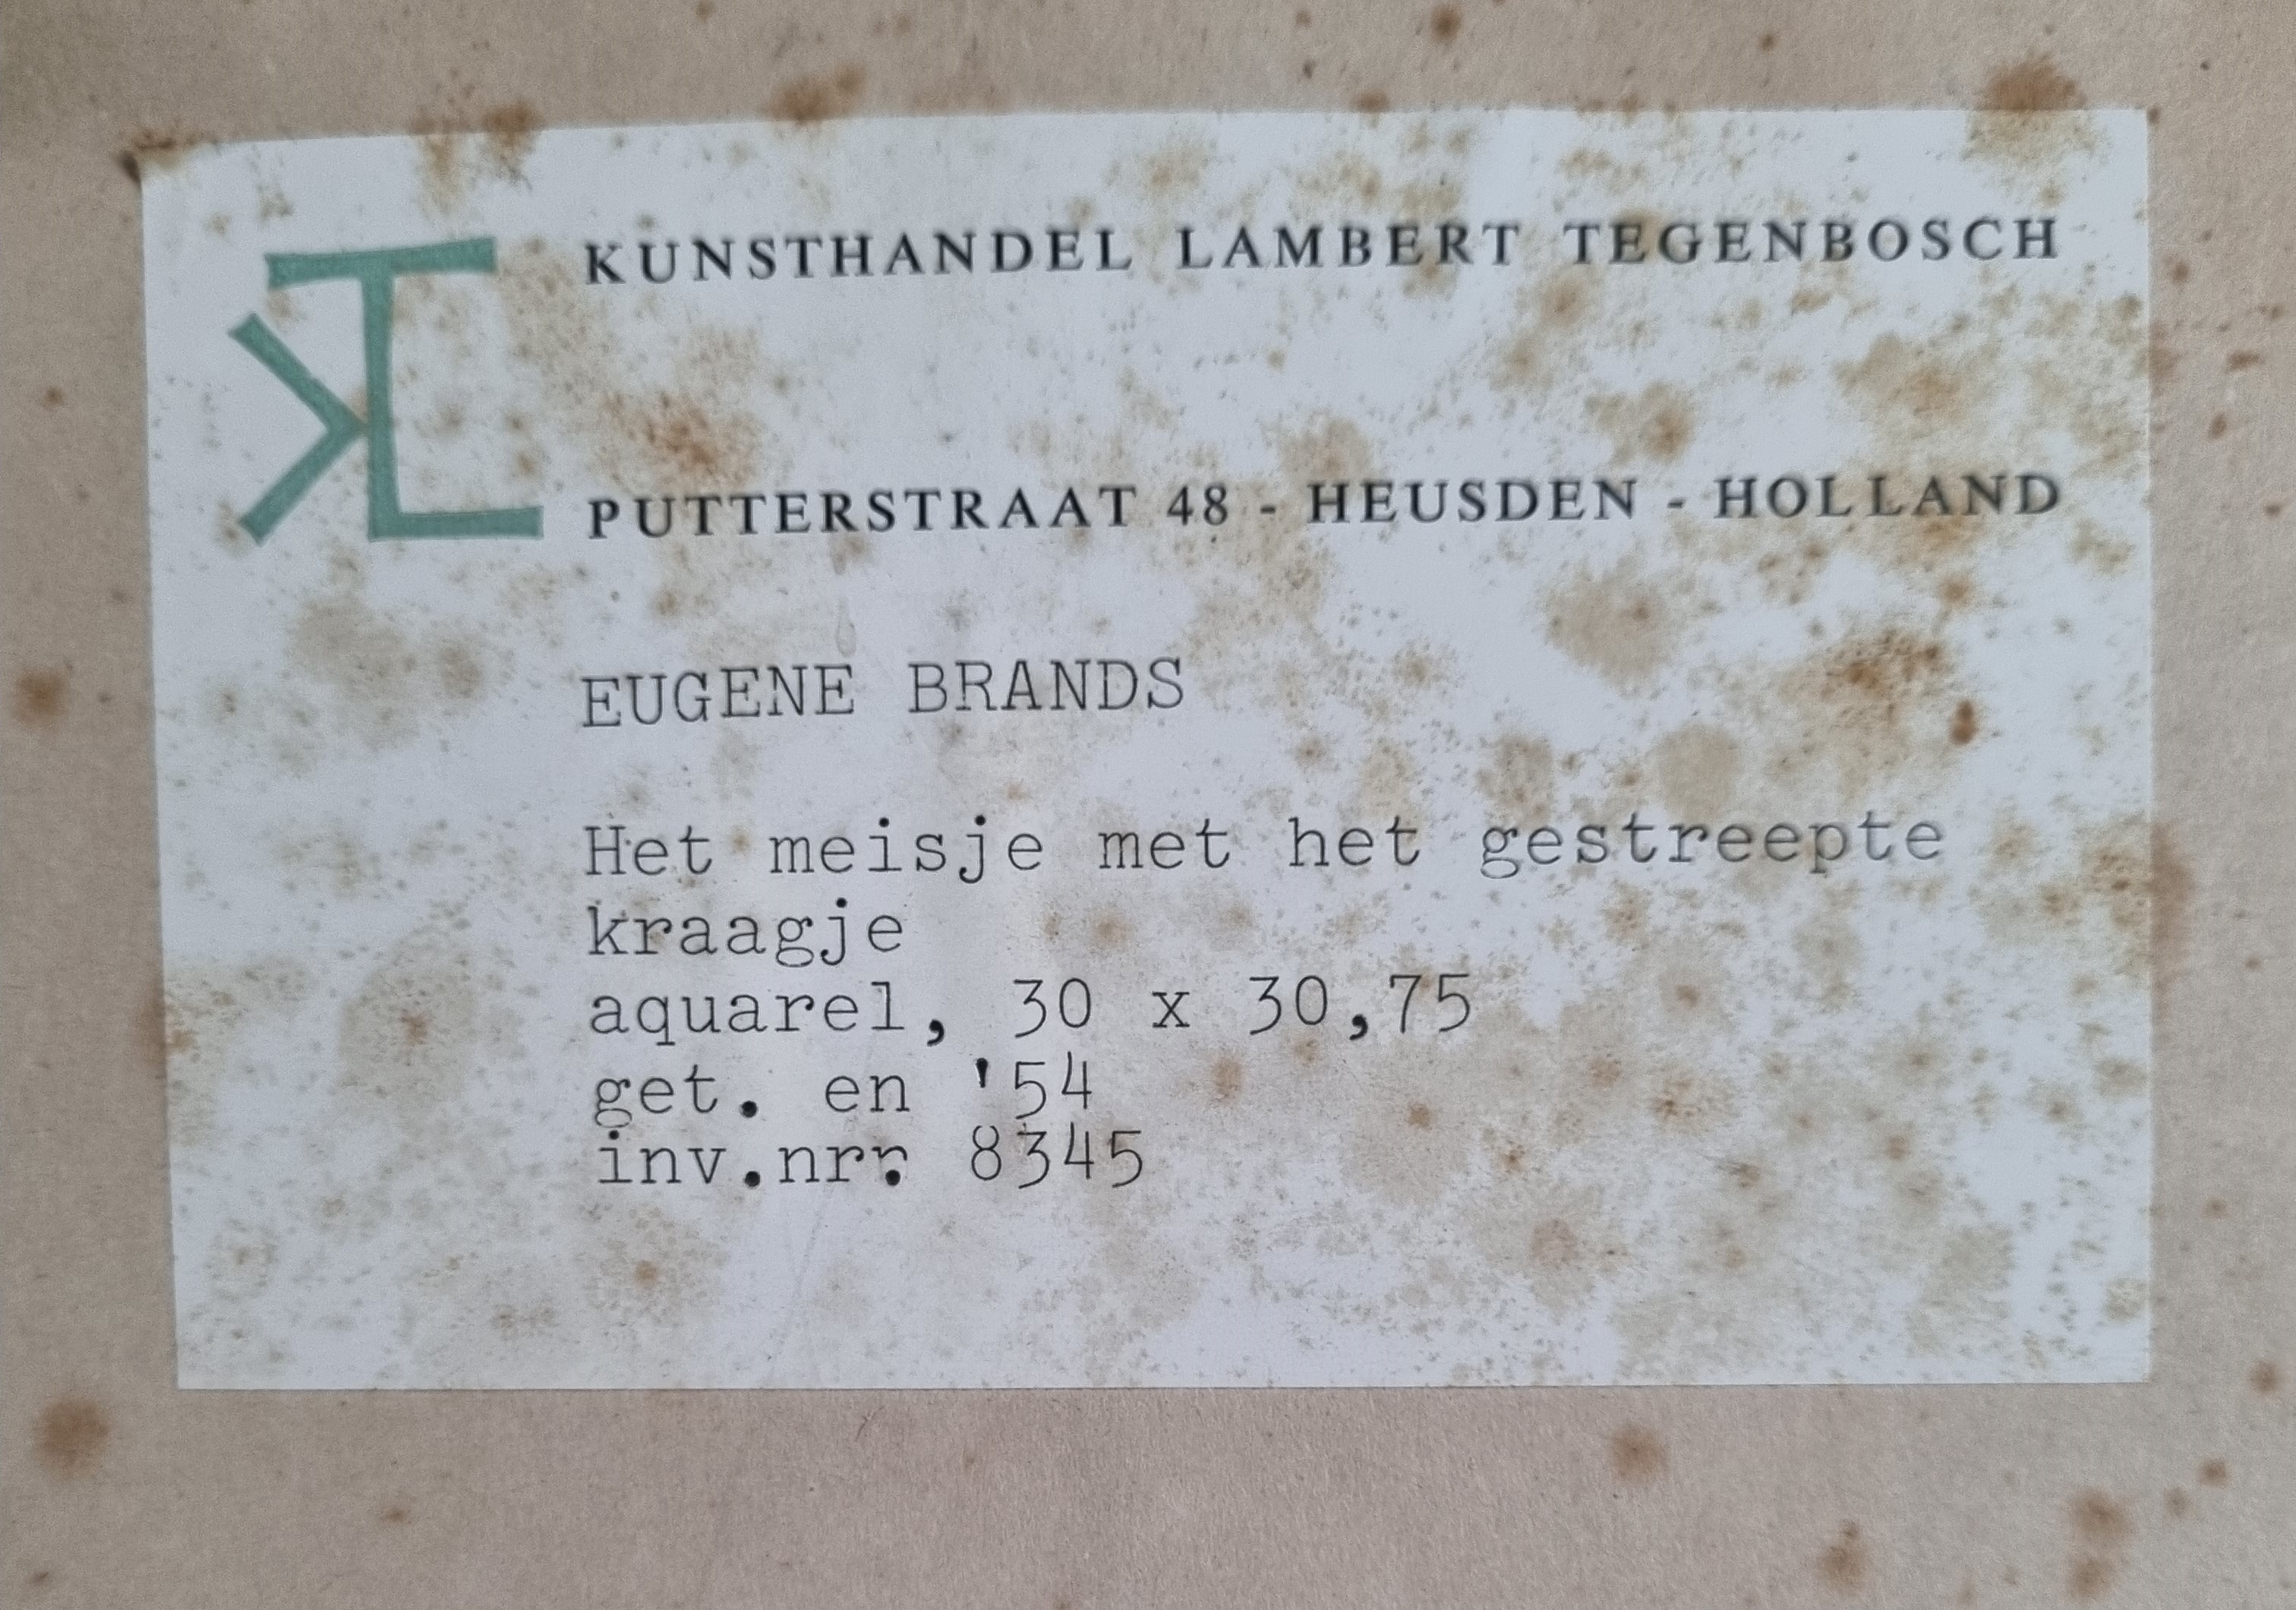 KUNSTHANDEL LAMBERT TEGENBOSCH
PUTTERSTRAAT 48 - HEUSDEN - HOLLAND
EUGENE BRANDS
Het meisje met het gestreepte
kraagje
aquarel, 30 x 30,75
get. en '54
inv.nr. 8345